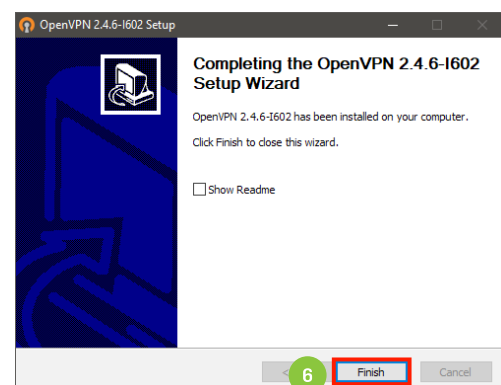 OpenVPN 2.4.6-I602 Setup
Completing the OpenVPN 2.4.6-I602
Setup Wizard
OpenVPN 2.4.6-I602 has been installed on your computer.
Click Finish to close this wizard.
Show Readme
<
6
Finish
Cancel